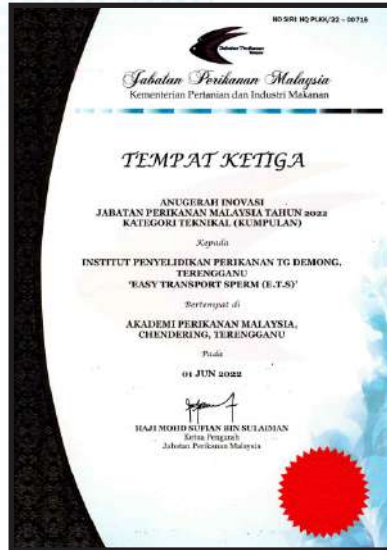 NO SIRI HQ PLKK/22 – 00716
Jabatan Perikanan Malaysia
Kementerian Pertanian dan Industri Makanan
TEMPAT KETIGA
ANUGERAH INOVASI
JABATAN PERIKANAN MALAYSIA TAHUN 2022
KATEGORI TEKNIKAL (KUMPULAN)
Kepada
INSTITUT PENYELIDIKAN PERIKANAN TG DEMONG,
TERENGGANU
'EASY TRANSPORT SPERM (E.T.S)'
Bertempat di
AKADEMI PERIKANAN MALAYSIA,
CHENDERING, TERENGGANU
Pada
01 JUN 2022
HAJI MOHD SUFIAN BIN SULAIMAN
Ketua Pengarah
Jabatan Perikanan Malaysia